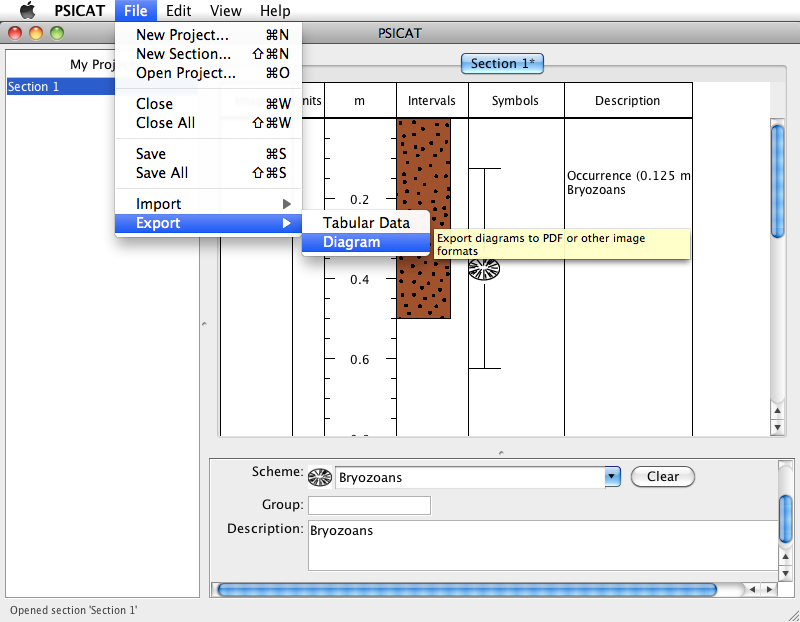 PSICAT File Edit View Help
PSICAT
New Project... ⌘N
New Section... ⇧⌘N
Open Project... ⌘O
Close ⌘W
Close All ⇧⌘W
Save ⌘S
Save All ⇧⌘S
Import
Export
Tabular Data
Diagram
Export diagrams to PDF or other image
formats
My Proj
Section 1
Section 1*
nits m Intervals Symbols Description
0.2
0.4
0.6
Occurrence (0.125 m
Bryozoans
Scheme: Bryozoans Clear
Group:
Description: Bryozoans
Opened section 'Section 1'